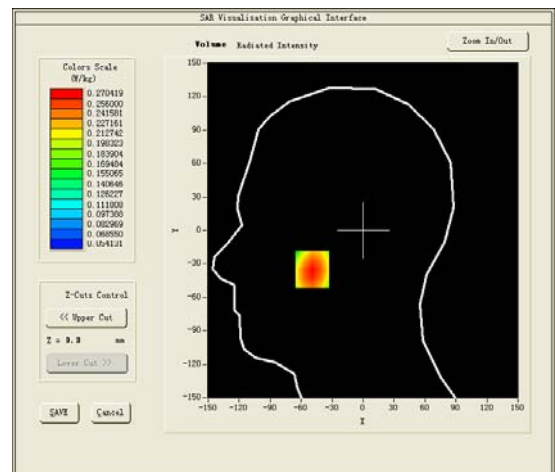 SAR Visualisation Graphical Interface
Volume Radiated Intensity
Zoom In/Out
Colors Scale
(W/kg)
0.270419
0.256000
0.241581
0.227161
0.212742
0.198323
0.183904
0.169484
0.155065
0.140646
0.126227
0.111808
0.097388
0.082969
0.068550
0.054131
150
120
90
60
30
0
-30
-60
-90
-120
-150
Y
-150 -120 -90 -60 -30 0 30 60 90 120 150
X
Z-Cuts Control
<< Upper Cut
Z = 0.0 mm
Lower Cut >>
SAVE Cancel